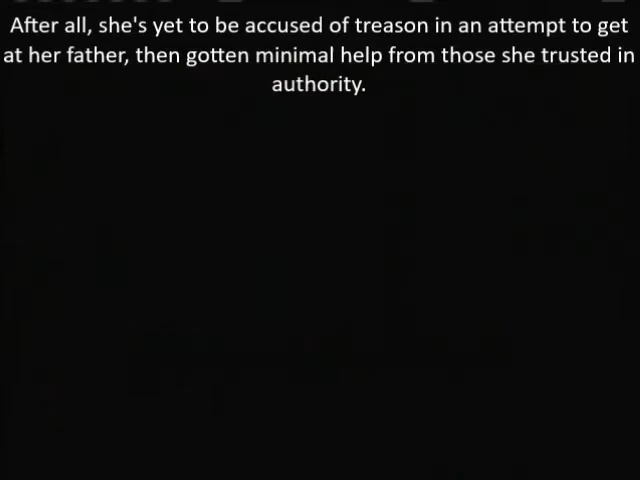 After all, she's yet to be accused of treason in an attempt to get
at her father, then gotten minimal help from those she trusted in
authority.